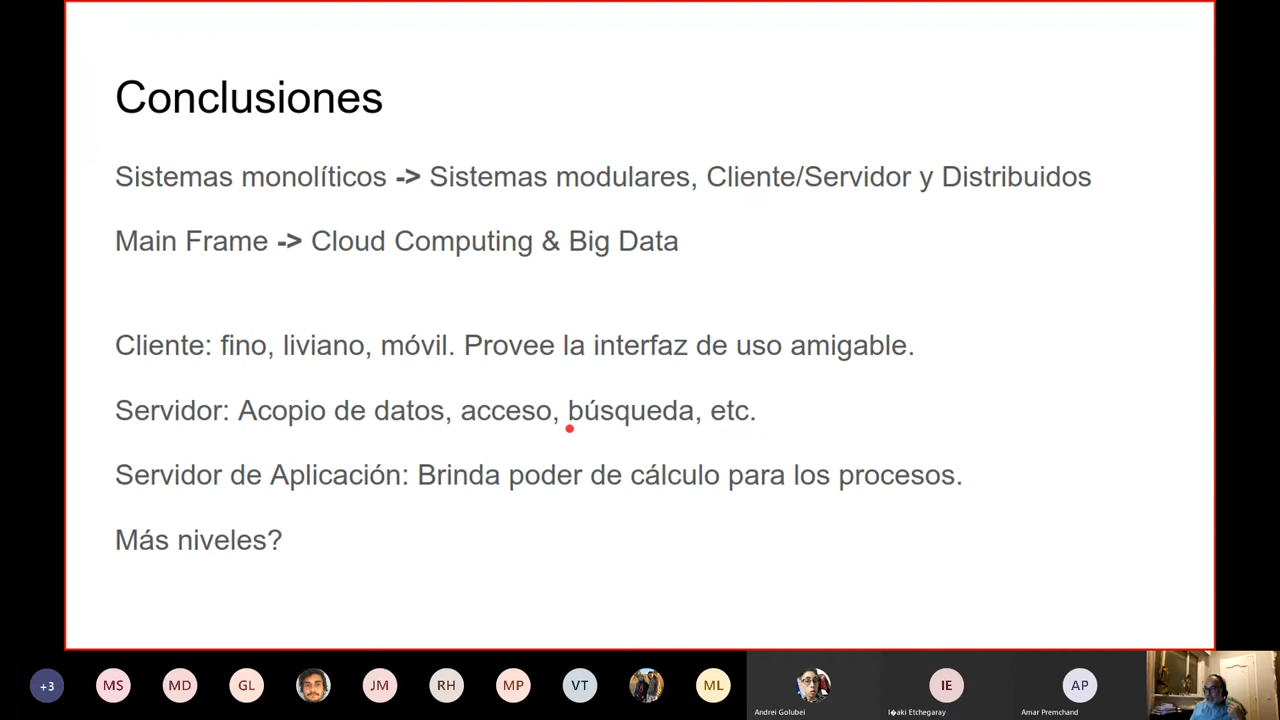 Conclusiones
Sistemas monolíticos -> Sistemas modulares, Cliente/Servidor y Distribuidos
Main Frame -> Cloud Computing & Big Data
Cliente: fino, liviano, móvil. Provee la interfaz de uso amigable.
Servidor: Acopio de datos, acceso, búsqueda, etc.
Servidor de Aplicación: Brinda poder de cálculo para los procesos.
Más niveles?
+3 MS MD GL JM RH MP VT ML IE AP
Andrei Golubei I�aki Etchegaray Amar Premchand